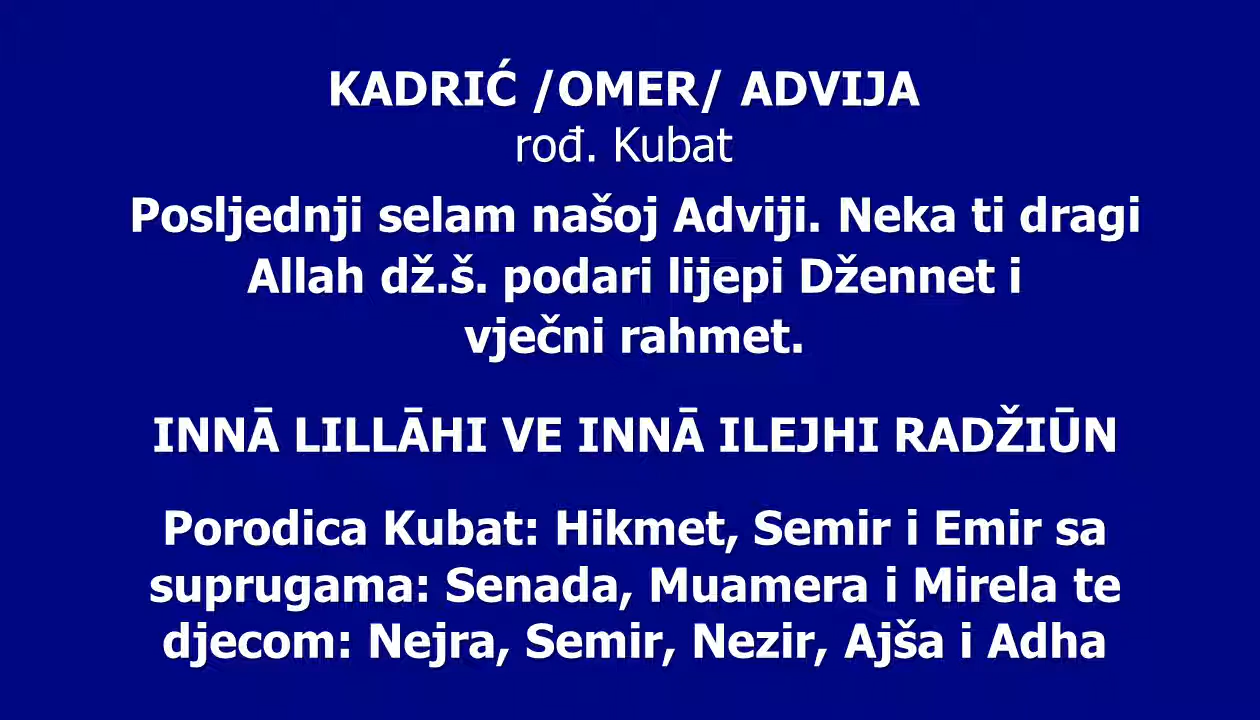 KADRIĆ /OMER/ ADVIJA
rođ. Kubat
Posljednji selam našoj Adviji. Neka ti dragi
Allah dž.š. podari lijepi Džennet i
vječni rahmet.
INNĀ LILLĀHI VE INNĀ ILEJHI RADŽIŪN
Porodica Kubat: Hikmet, Semir i Emir sa
suprugama: Senada, Muamera i Mirela te
djecom: Nejra, Semir, Nezir, Ajša i Adha